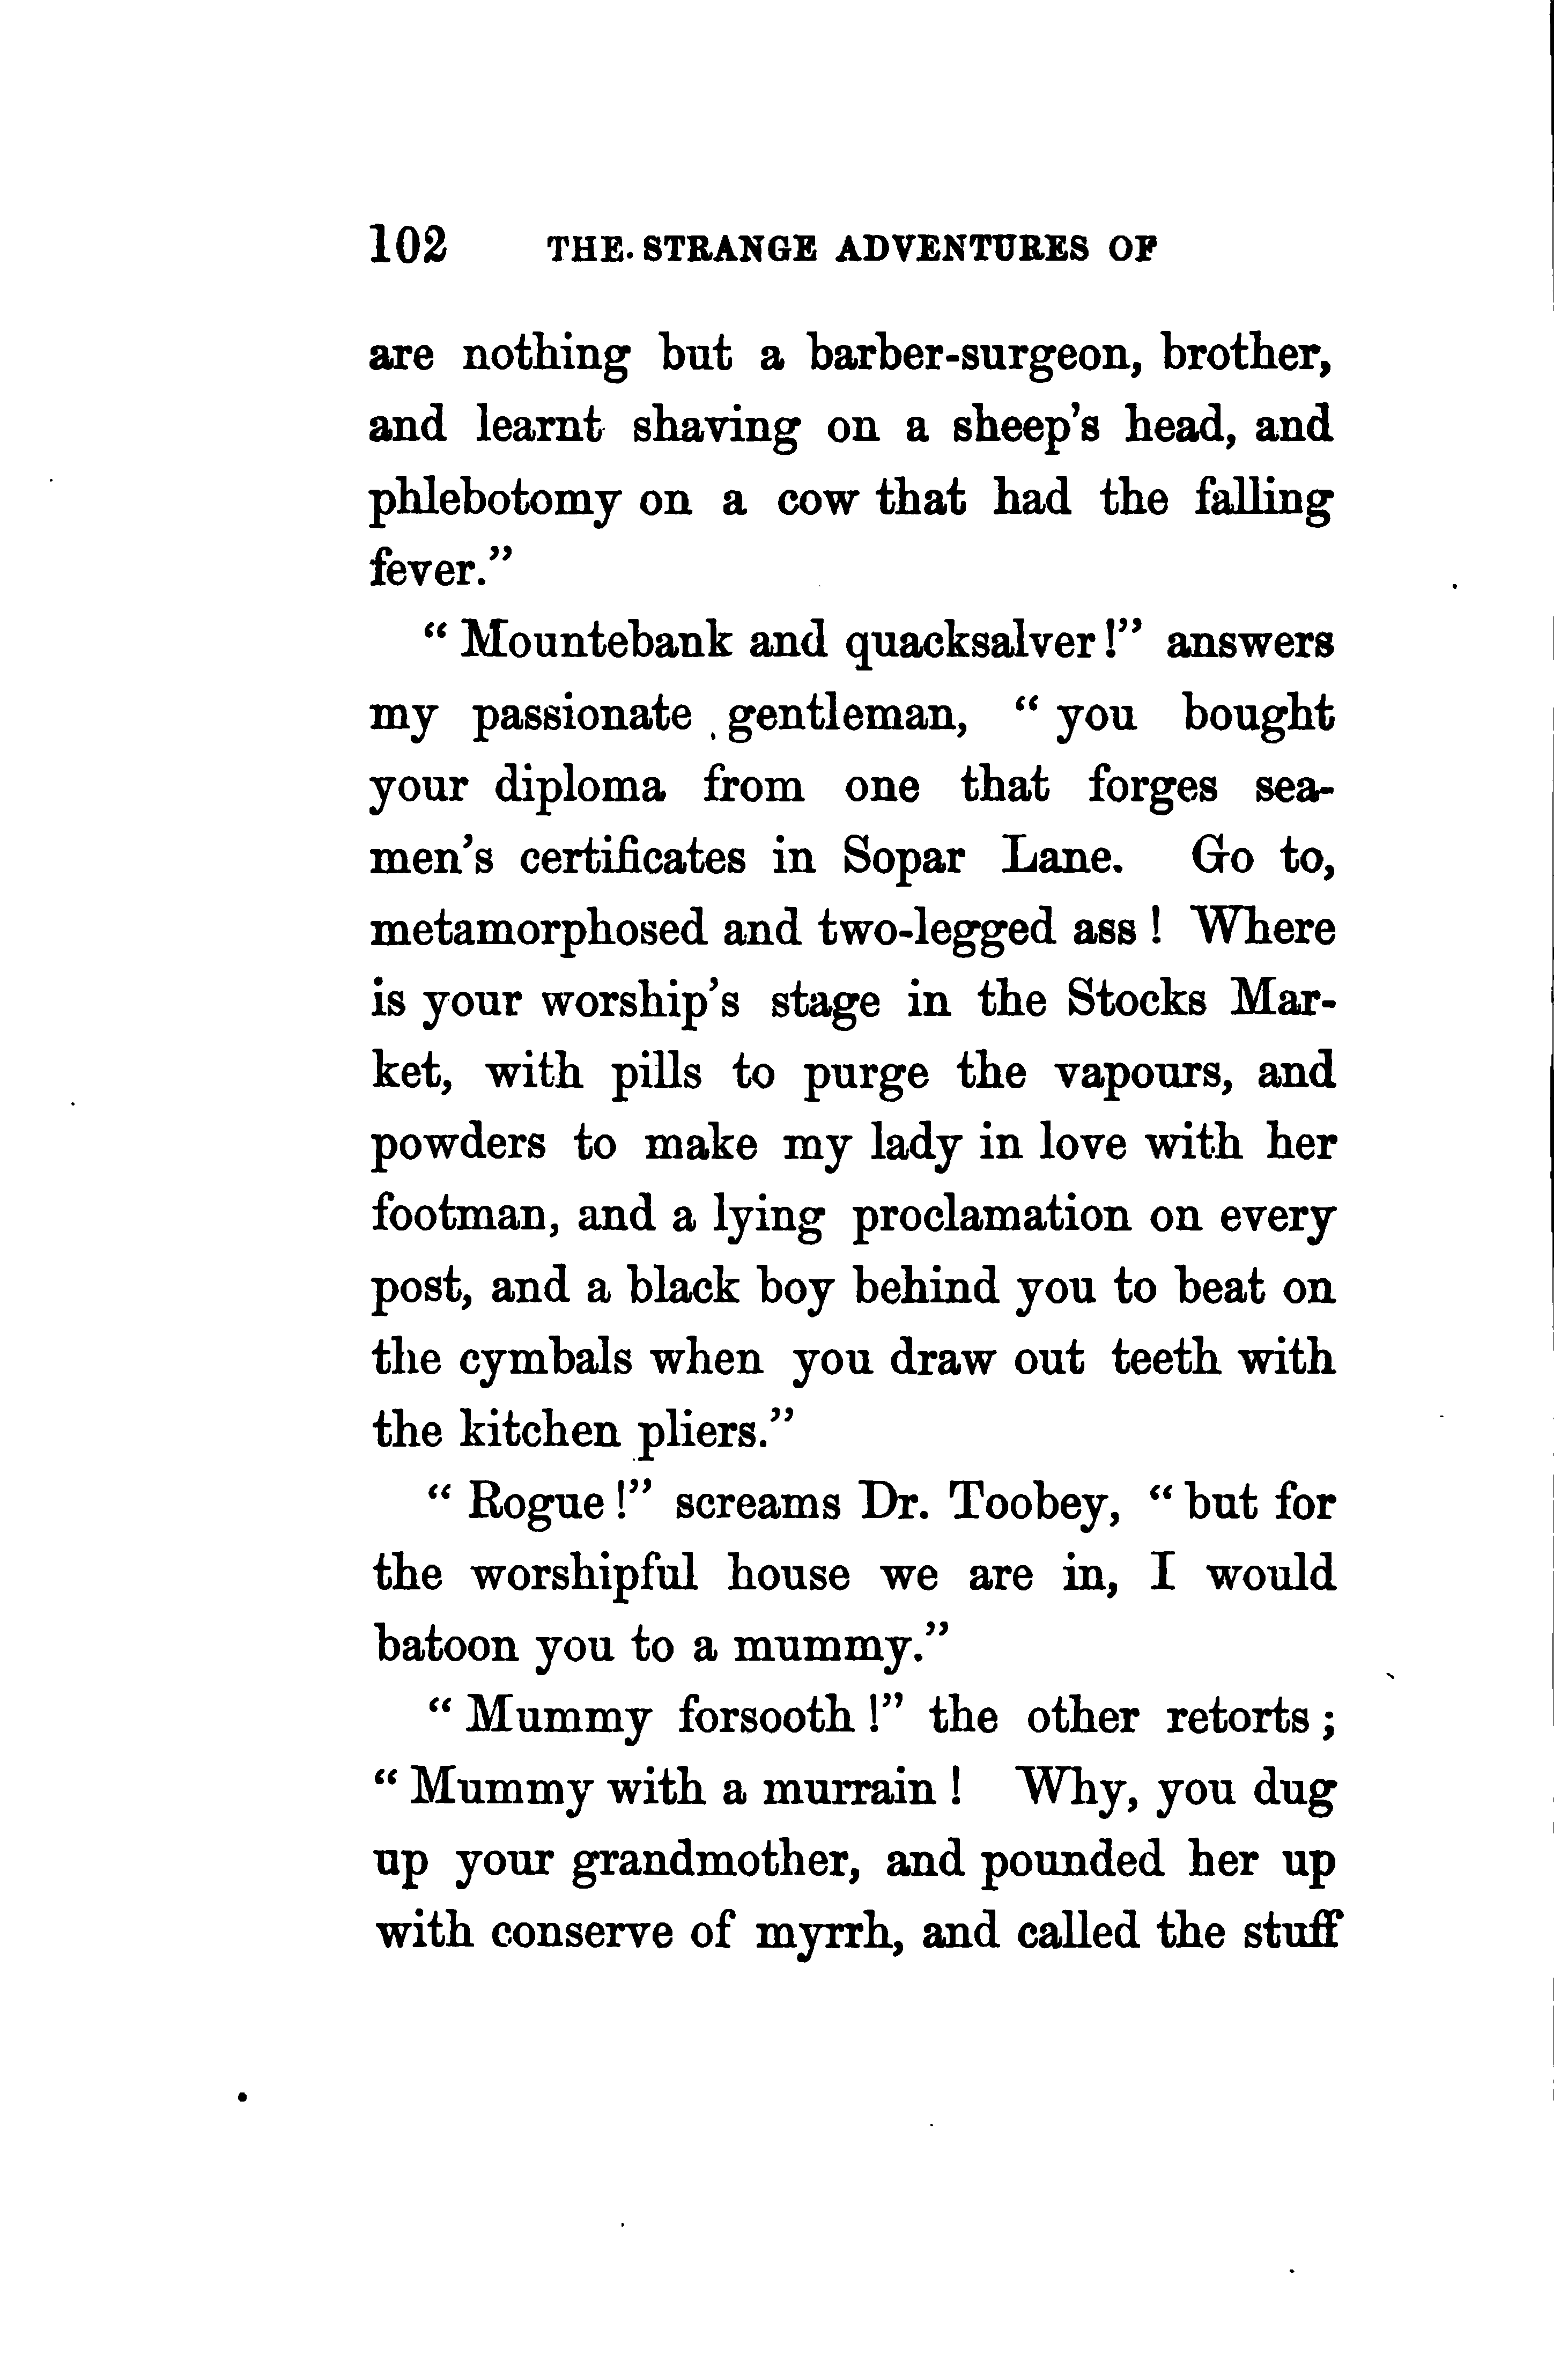 102 THE. STRANGE ADVENTURES OF
are nothing but a barber-surgeon, brother,
and learnt shaving on a sheep's head, and
phlebotomy on a cow that had the falling
fever."
" Mountebank and quacksalver !" answers
my passionate gentleman, " you bought
your diploma from one that forges sea-
men's certificates in Sopar Lane. Go to,
metamorphosed and two-legged ass ! Where
is your worship's stage in the Stocks Mar-
ket, with pills to purge the vapours, and
powders to make my lady in love with her
footman, and a lying proclamation on every
post, and a black boy behind you to beat on
the cymbals when you draw out teeth with
the kitchen pliers."
" Rogue !" screams Dr. Toobey, " but for
the worshipful house we are in, I would
batoon you to a mummy."
" Mummy forsooth !" the other retorts ;
" Mummy with a murrain ! Why, you dug
up your grandmother, and pounded her up
with conserve of myrrh, and called the stuff